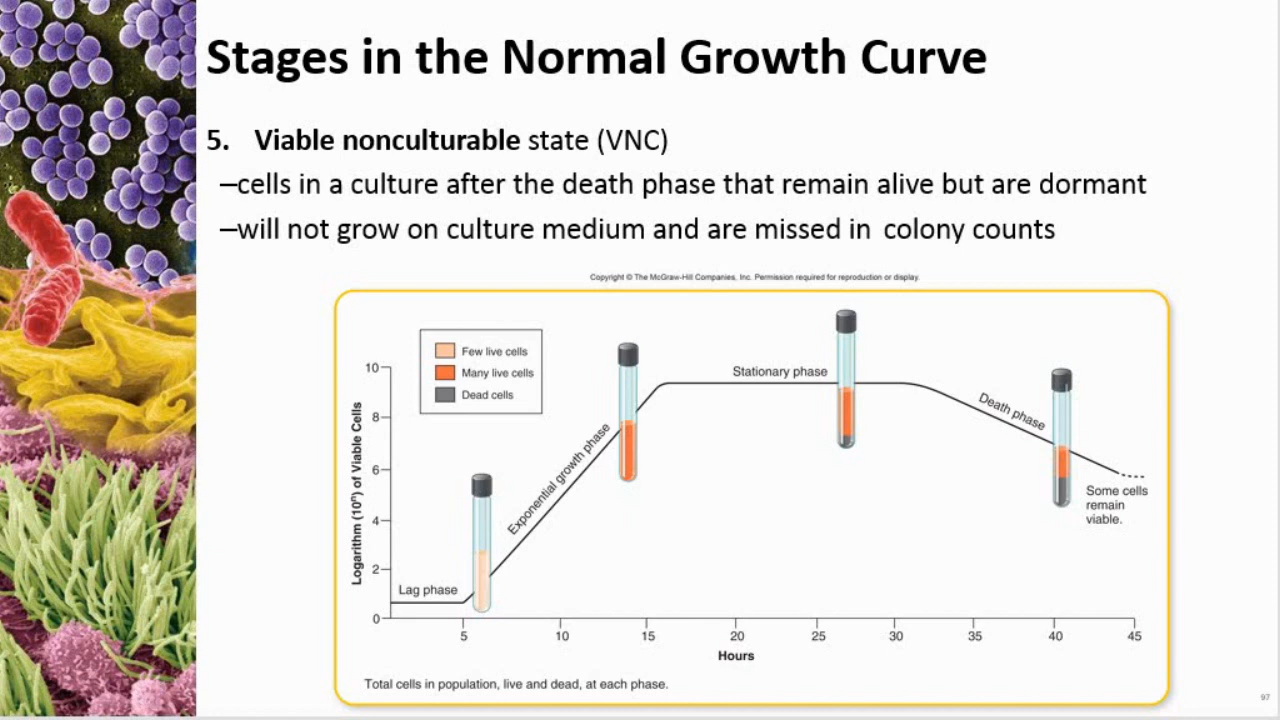 Stages in the Normal Growth Curve
5. Viable nonculturable state (VNC)
–cells in a culture after the death phase that remain alive but are dormant
–will not grow on culture medium and are missed in colony counts
Copyright © The McGraw-Hill Companies, Inc. Permission required for reproduction or display.
Few live cells
Many live cells
Dead cells
Logarithm (10ⁿ) of Viable Cells
10
8
6
4
2
0
Lag phase
Exponential growth phase
Stationary phase
Death phase
Some cells
remain
viable.
5 10 15 20 25 30 35 40 45
Hours
Total cells in population, live and dead, at each phase.
97